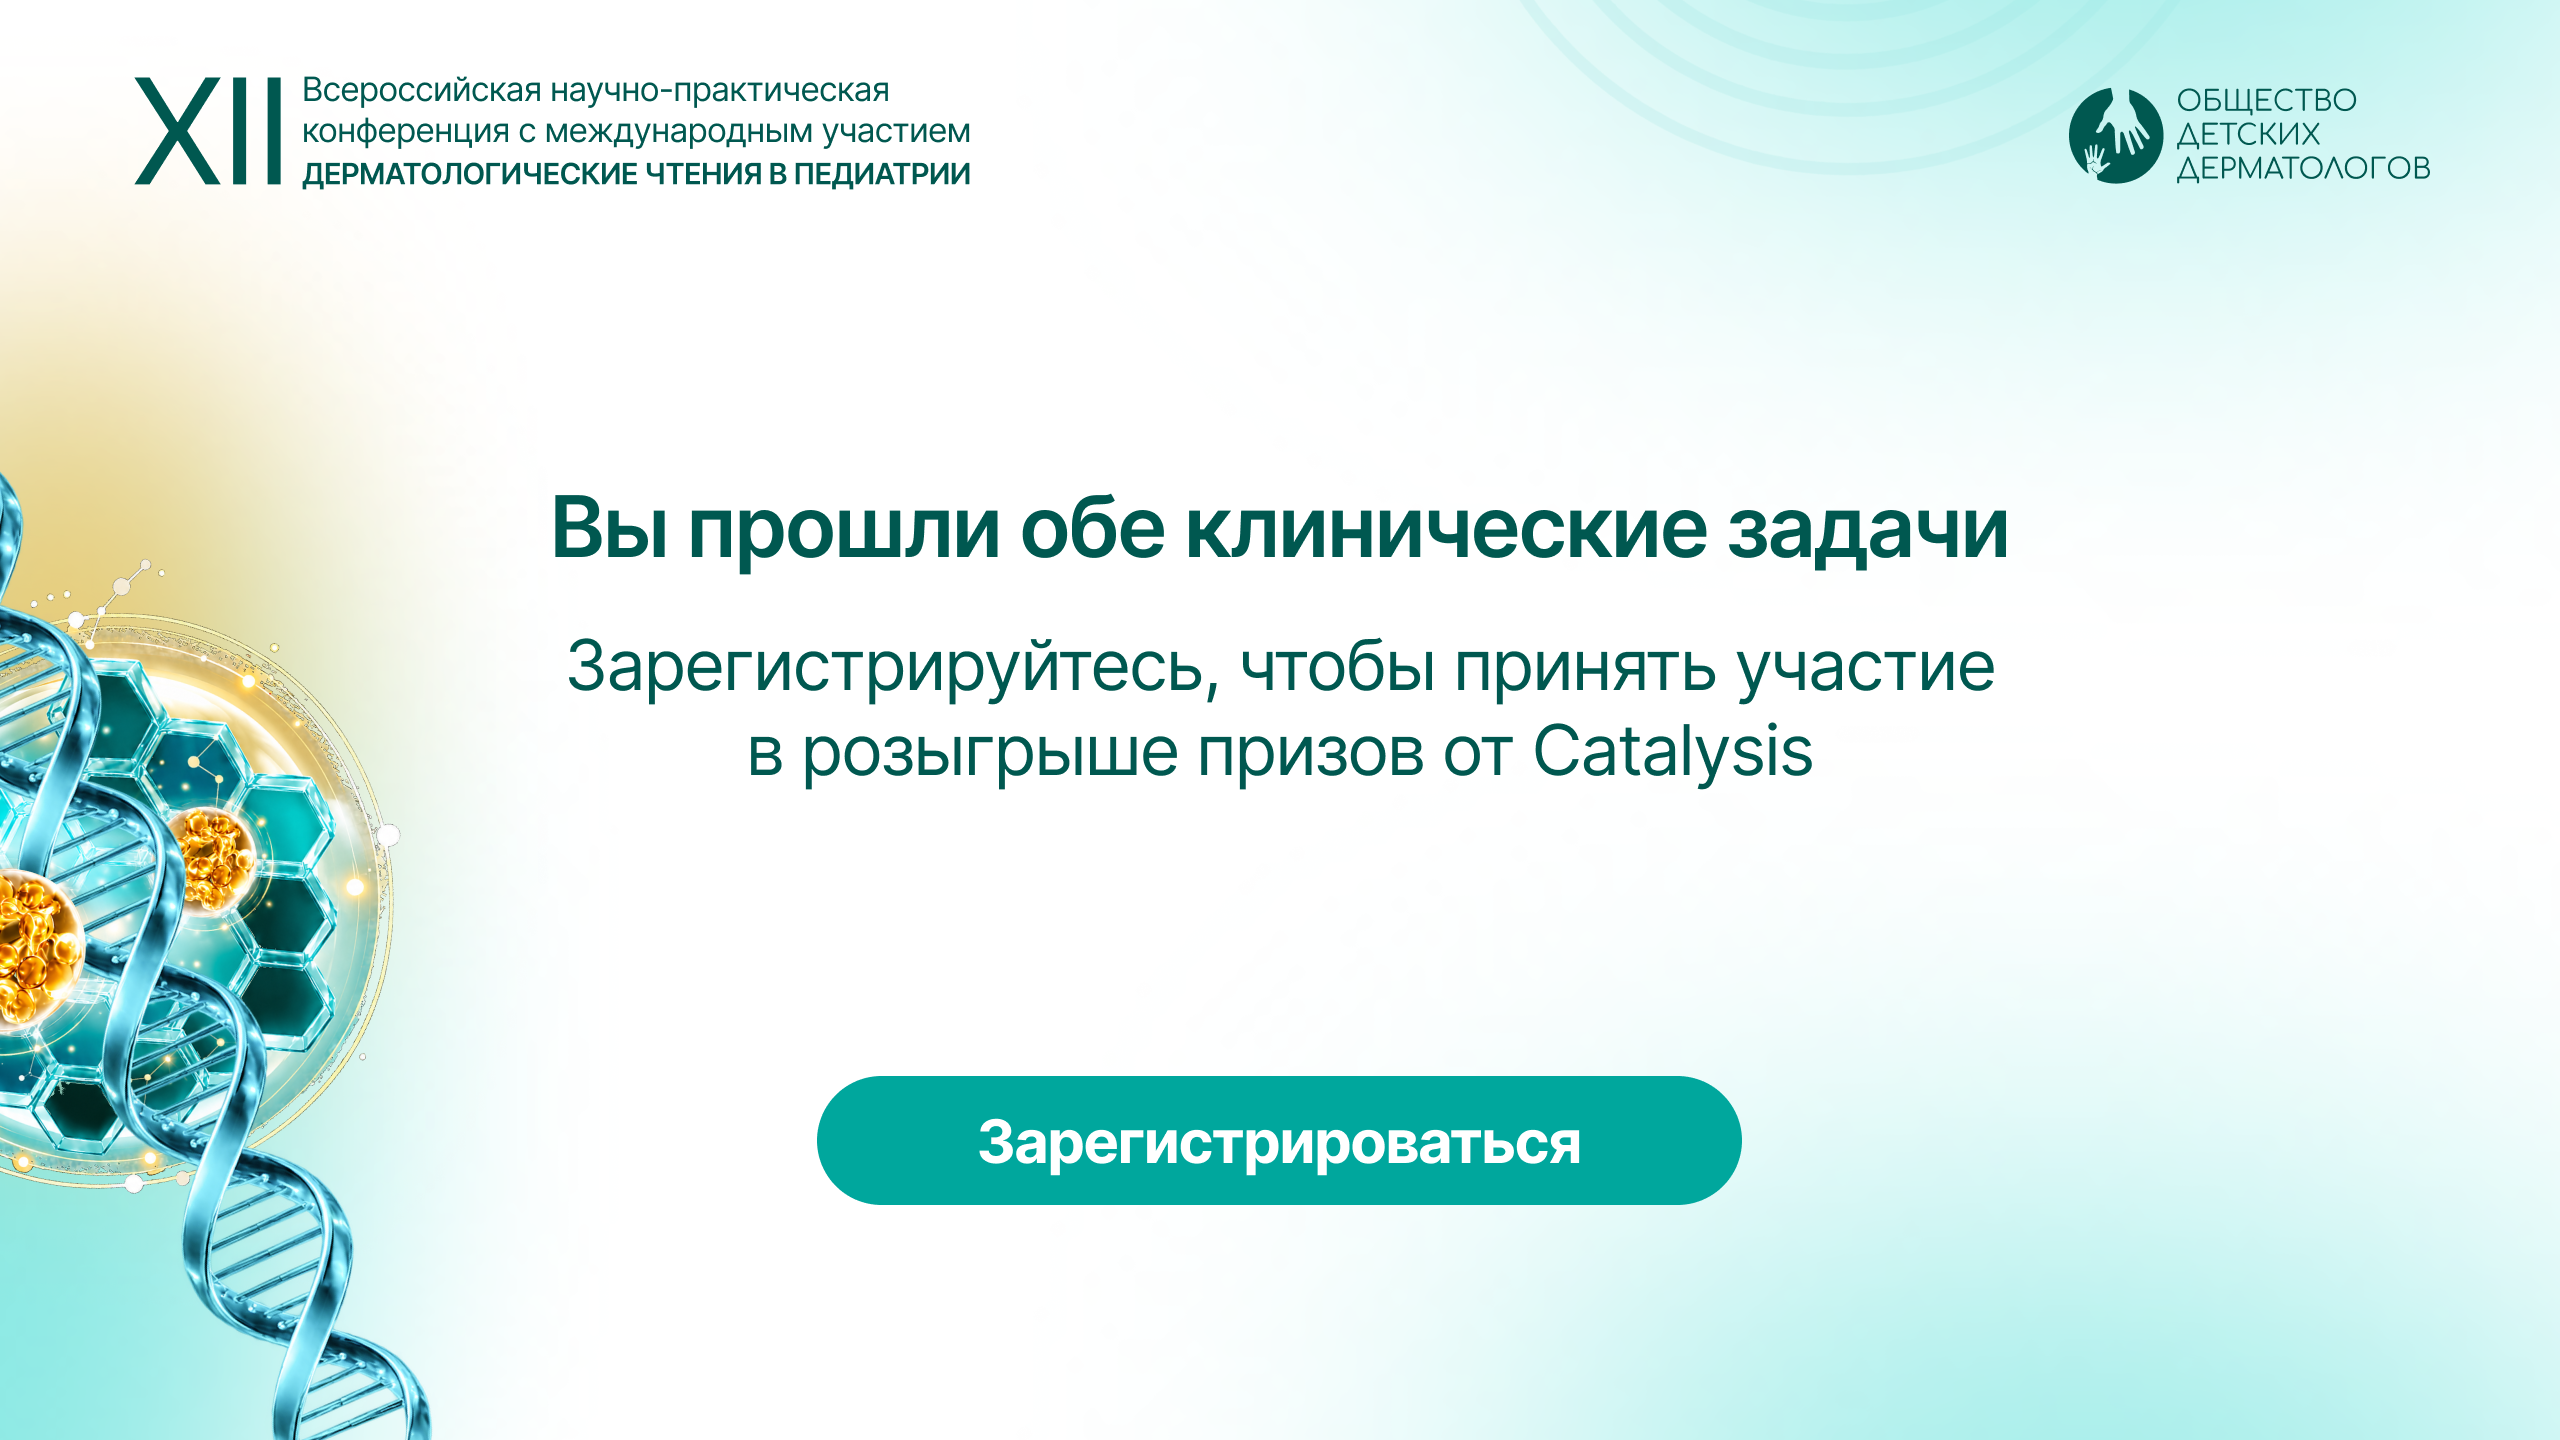 XII
Всероссийская научно-практическая
конференция с международным участием
ДЕРМАТОЛОГИЧЕСКИЕ ЧТЕНИЯ В ПЕДИАТРИИ
ОБЩЕСТВО
ДЕТСКИХ
ДЕРМАТОЛОГОВ
Вы прошли обе клинические задачи
Зарегистрируйтесь, чтобы принять участие
в розыгрыше призов от Catalysis
Зарегистрироваться